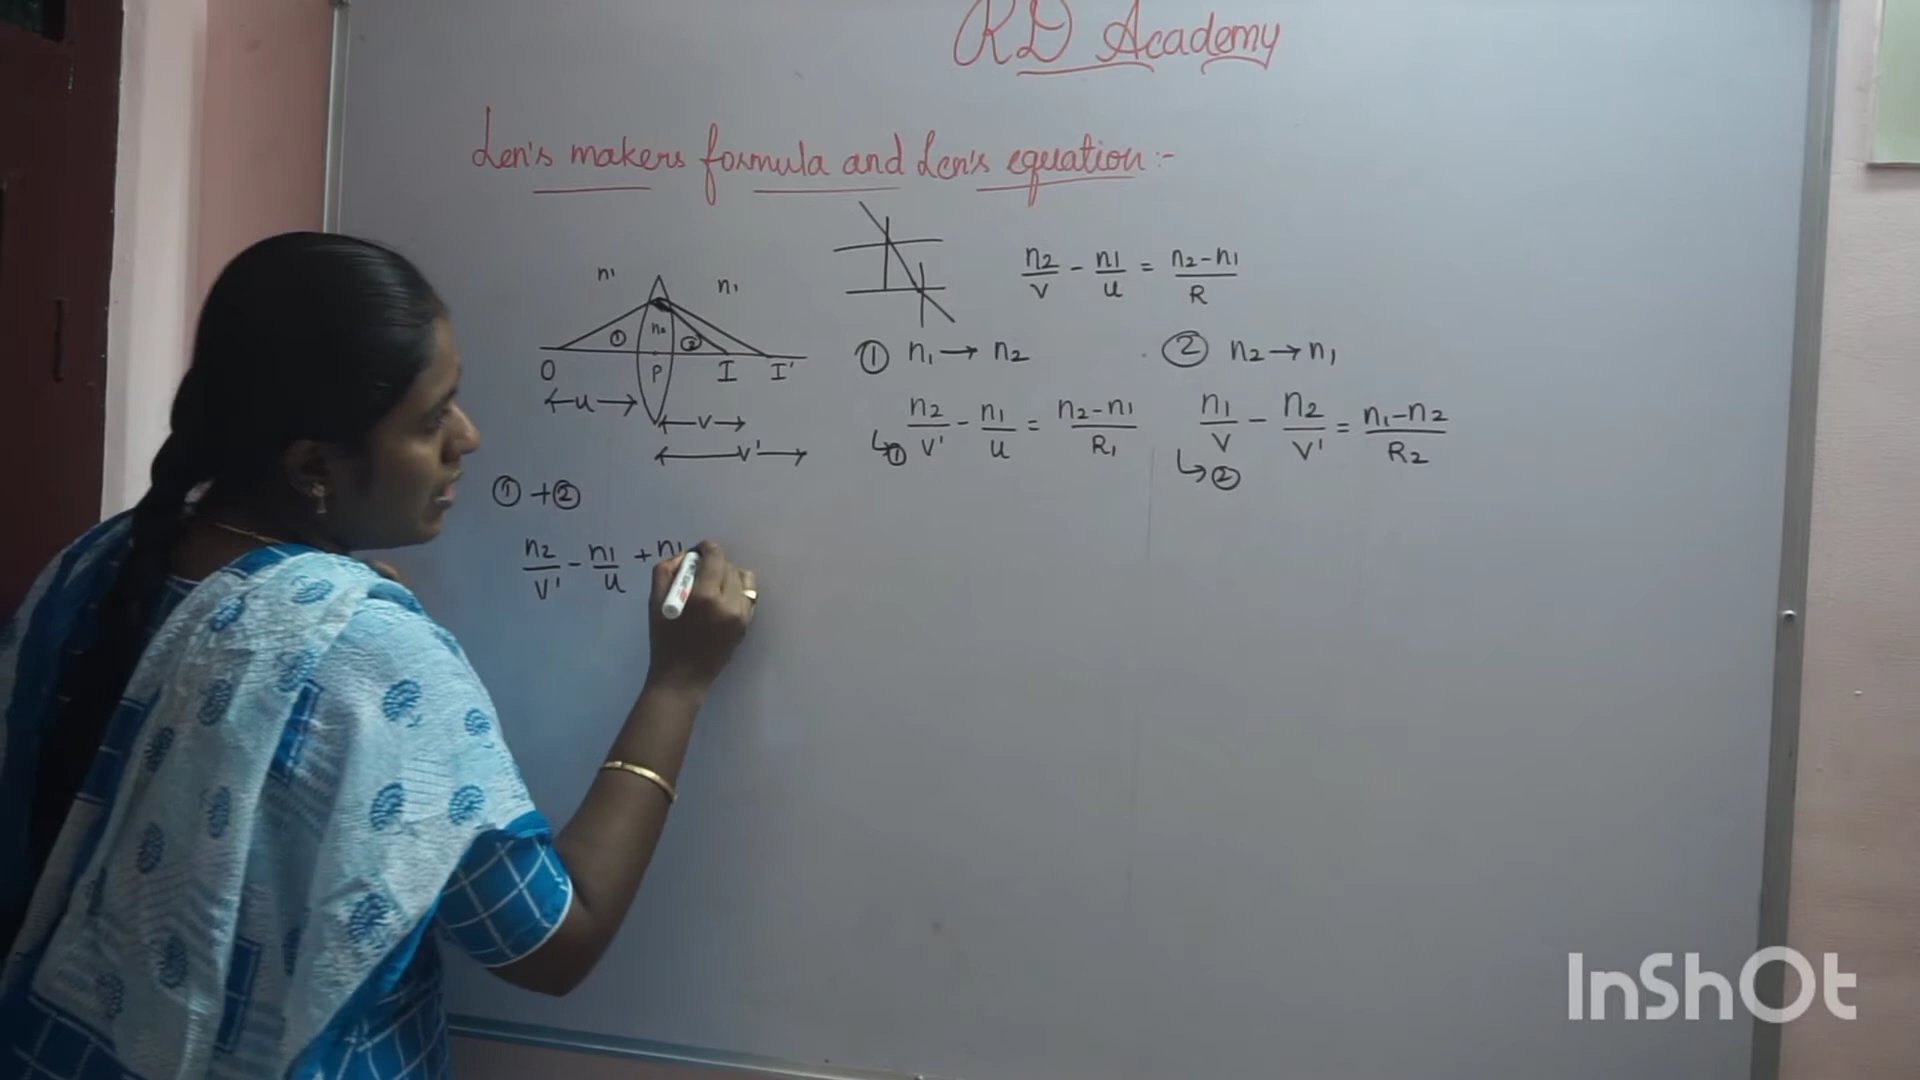 RD Academy
Len's makers formula and Len's equation:-
n1 n1
n2/v - n1/u = n2-n1/R
① n2 ②
O P I I'
① n1 → n2 ② n2 → n1
u v
v'
n2/v' - n1/u = n2-n1/R1 n1/v - n2/v' = n1-n2/R2
↳① ↳②
① + ②
n2/v' - n1/u + n1
InShOt